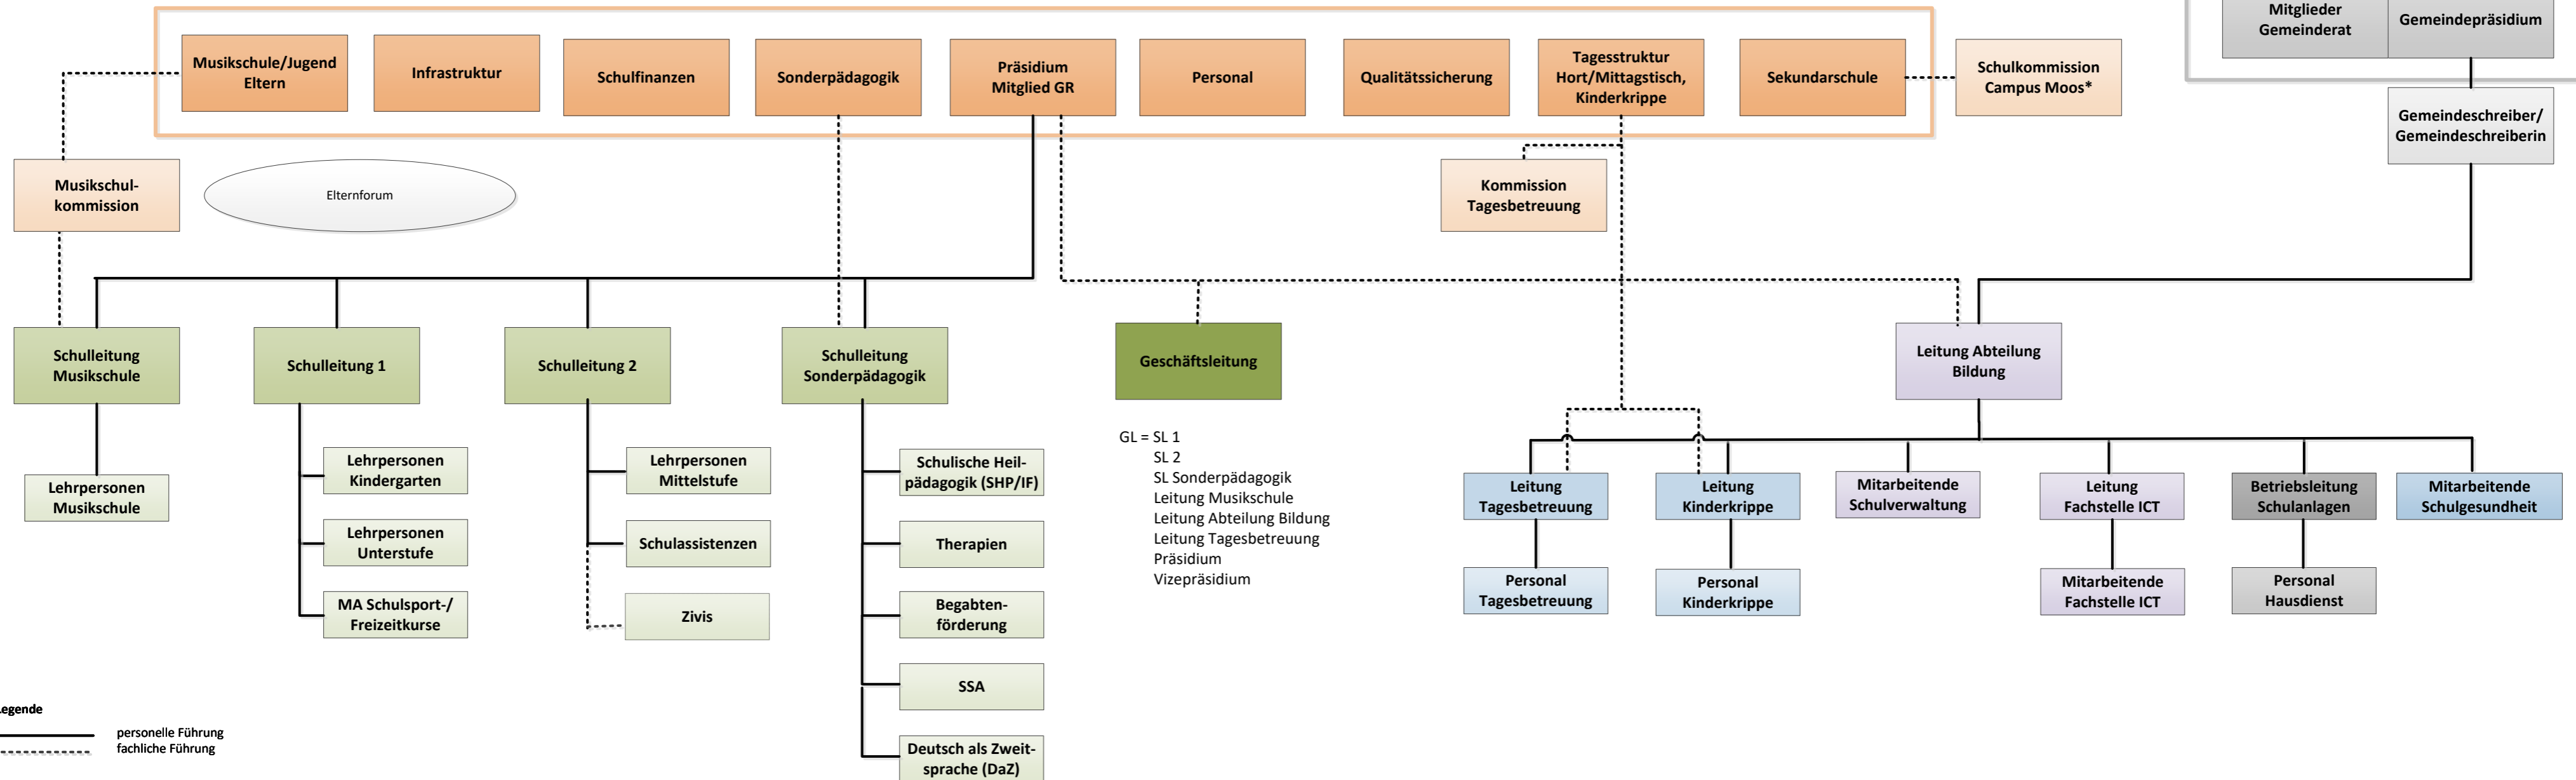 Mitglieder
Gemeinderat
Gemeindepräsidium
Musikschule/Jugend
Eltern
Infrastruktur
Schulfinanzen
Sonderpädagogik
Präsidium
Mitglied GR
Personal
Qualitätssicherung
Tagesstruktur
Hort/Mittagstisch,
Kinderkrippe
Sekundarschule
Schulkommission
Campus Moos*
Gemeindeschreiber/
Gemeindeschreiberin
Musikschul-
kommission
Elternforum
Kommission
Tagesbetreuung
Schulleitung
Musikschule
Schulleitung 1
Schulleitung 2
Schulleitung
Sonderpädagogik
Geschäftsleitung
Leitung Abteilung
Bildung
GL = SL 1
SL 2
SL Sonderpädagogik
Leitung Musikschule
Leitung Abteilung Bildung
Leitung Tagesbetreuung
Präsidium
Vizepräsidium
Lehrpersonen
Musikschule
Lehrpersonen
Kindergarten
Lehrpersonen
Unterstufe
MA Schulsport-/
Freizeitkurse
Lehrpersonen
Mittelstufe
Schulassistenzen
Zivis
Schulische Heil-
pädagogik (SHP/IF)
Therapien
Begabten-
förderung
SSA
Deutsch als Zweit-
sprache (DaZ)
Leitung
Tagesbetreuung
Leitung
Kinderkrippe
Mitarbeitende
Schulverwaltung
Leitung
Fachstelle ICT
Betriebsleitung
Schulanlagen
Mitarbeitende
Schulgesundheit
Personal
Tagesbetreuung
Personal
Kinderkrippe
Mitarbeitende
Fachstelle ICT
Personal
Hausdienst
Legende
personelle Führung
fachliche Führung